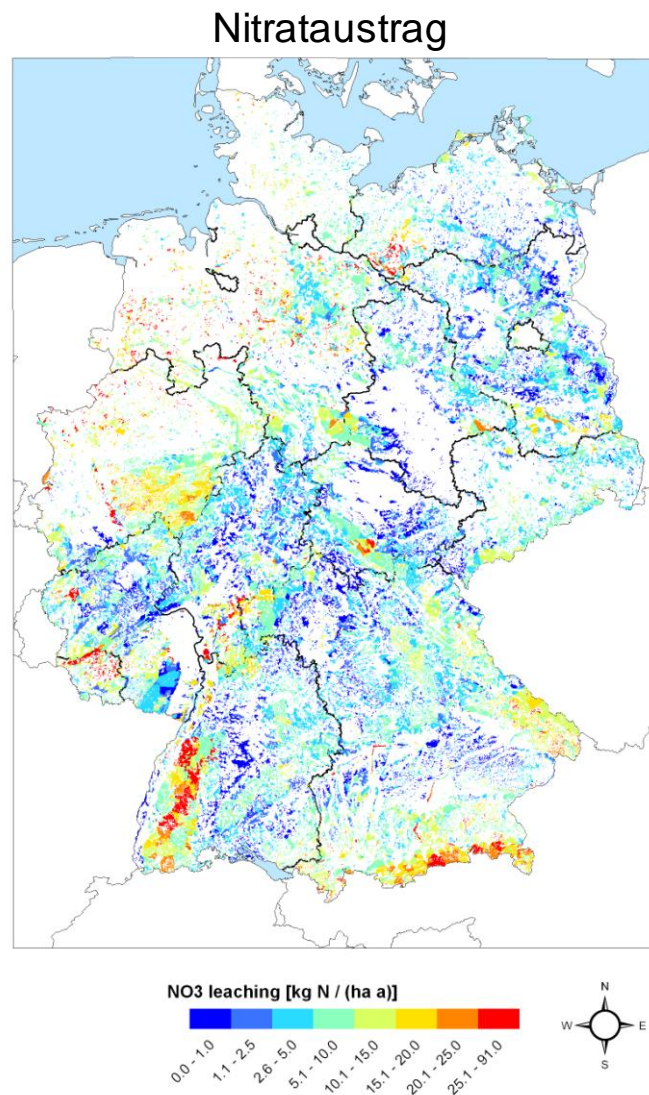 Nitrataustrag
NO3 leaching [kg N / (ha a)]
0.0 - 1.0
1.1 - 2.5
2.6 - 5.0
5.1 - 10.0
10.1 - 15.0
15.1 - 20.0
20.1 - 25.0
25.1 - 91.0
N
W
E
S